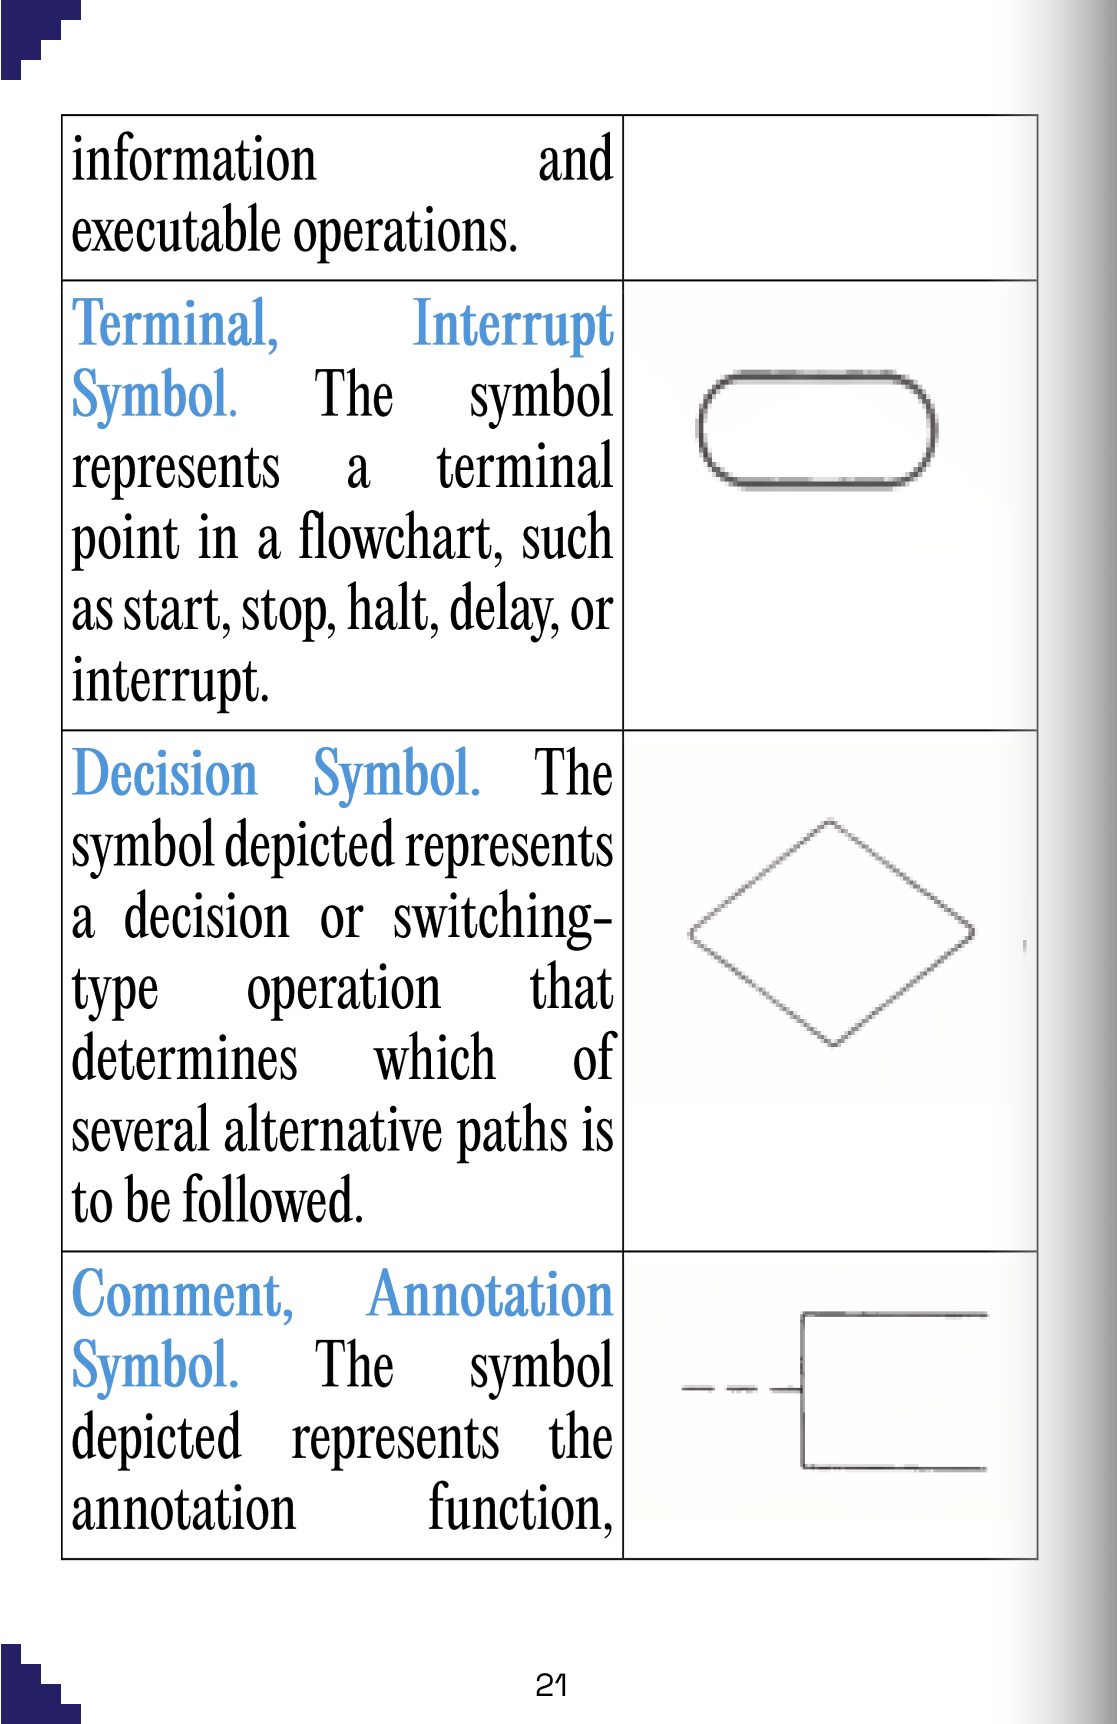 information and
executable operations.
Terminal, Interrupt
Symbol. The symbol
represents a terminal
point in a flowchart, such
as start, stop, halt, delay, or
interrupt.
Decision Symbol. The
symbol depicted represents
a decision or switching-
type operation that
determines which of
several alternative paths is
to be followed.
Comment, Annotation
Symbol. The symbol
depicted represents the
annotation function,
21